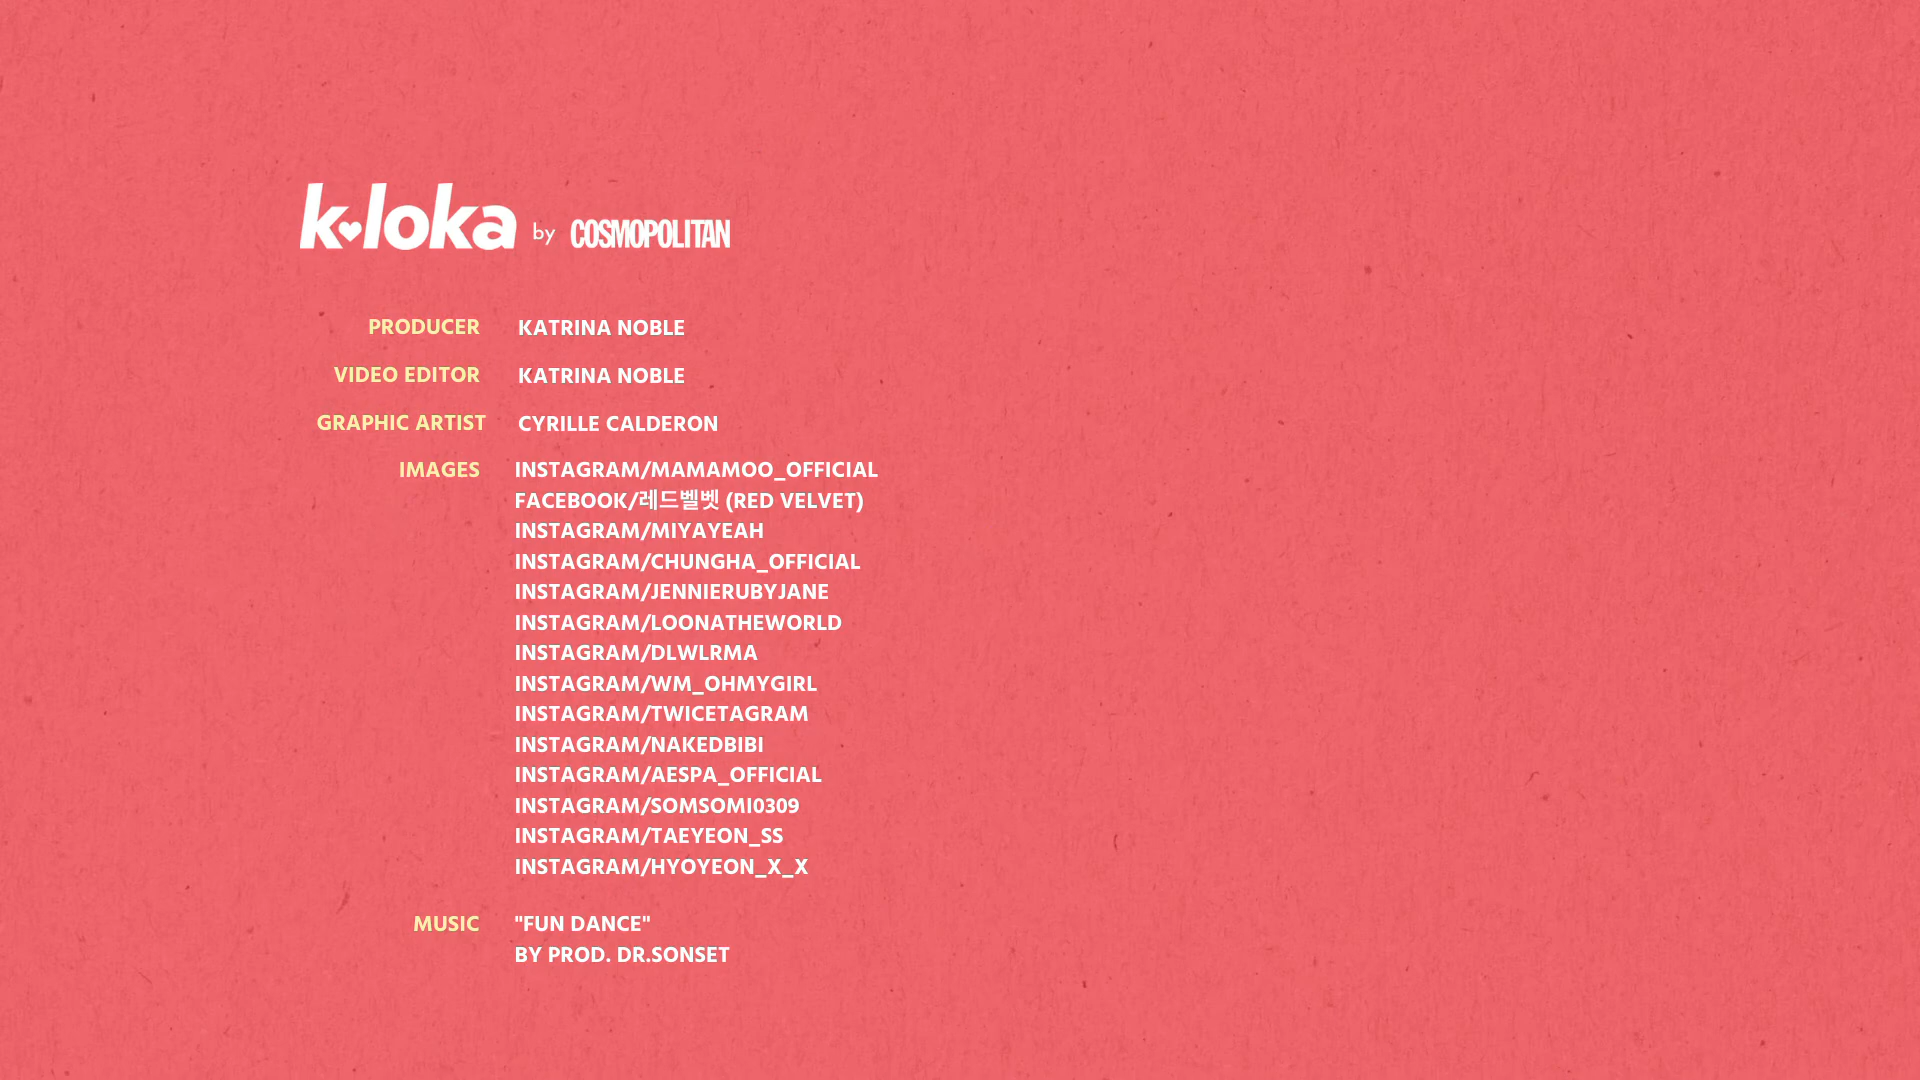 k loka by COSMOPOLITAN
PRODUCER KATRINA NOBLE
VIDEO EDITOR KATRINA NOBLE
GRAPHIC ARTIST CYRILLE CALDERON
IMAGES INSTAGRAM/MAMAMOO_OFFICIAL
FACEBOOK/레드벨벳 (RED VELVET)
INSTAGRAM/MIYAYEAH
INSTAGRAM/CHUNGHA_OFFICIAL
INSTAGRAM/JENNIERUBYJANE
INSTAGRAM/LOONATHEWORLD
INSTAGRAM/DLWLRMA
INSTAGRAM/WM_OHMYGIRL
INSTAGRAM/TWICETAGRAM
INSTAGRAM/NAKEDBIBI
INSTAGRAM/AESPA_OFFICIAL
INSTAGRAM/SOMSOMI0309
INSTAGRAM/TAEYEON_SS
INSTAGRAM/HYOYEON_X_X
MUSIC "FUN DANCE"
BY PROD. DR.SONSET